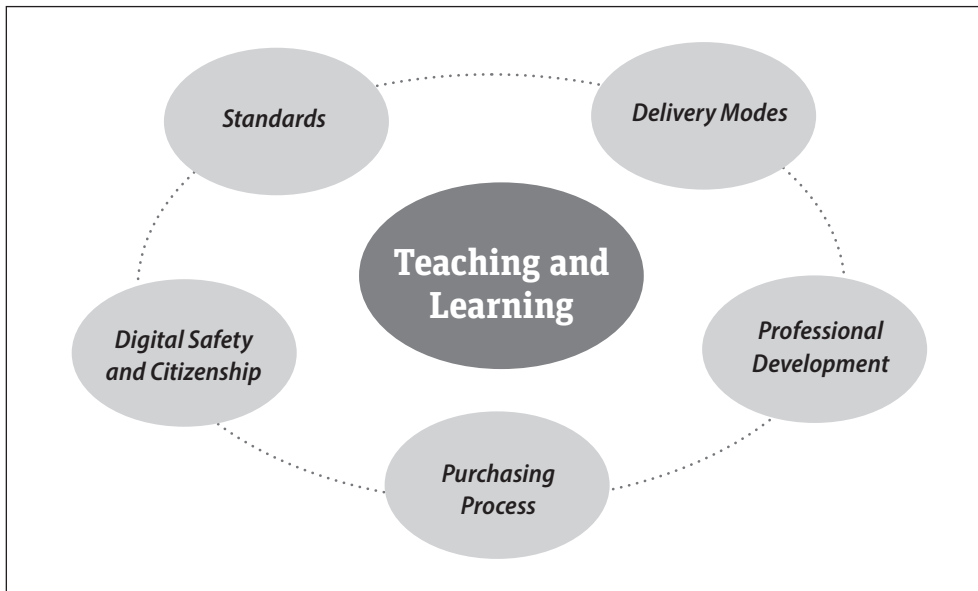 Standards
Delivery Modes
Teaching and
Learning
Digital Safety
and Citizenship
Professional
Development
Purchasing
Process